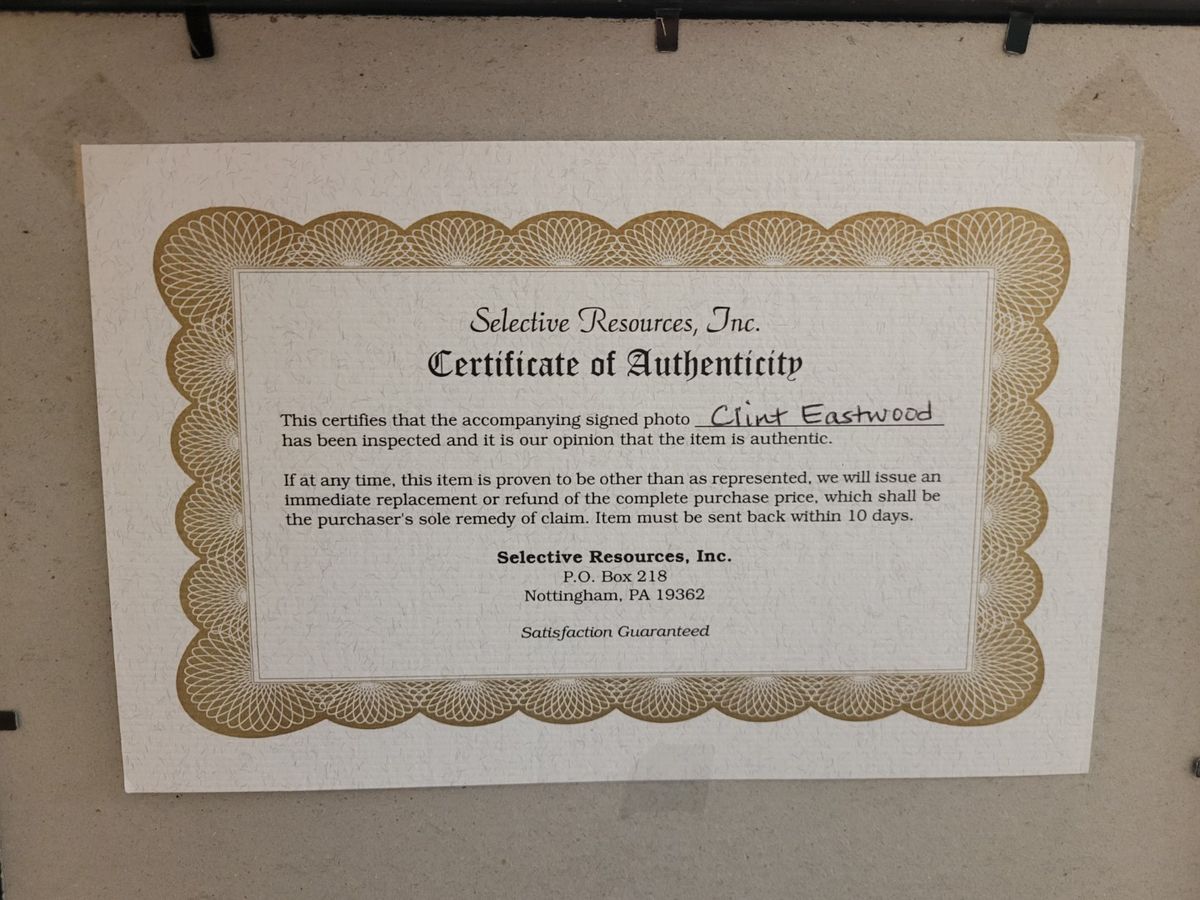 Selective Resources, Inc.
Certificate of Authenticity
This certifies that the accompanying signed photo Clint Eastwood
has been inspected and it is our opinion that the item is authentic.
If at any time, this item is proven to be other than as represented, we will issue an
immediate replacement or refund of the complete purchase price, which shall be
the purchaser's sole remedy of claim. Item must be sent back within 10 days.
Selective Resources, Inc.
P.O. Box 218
Nottingham, PA 19362
Satisfaction Guaranteed